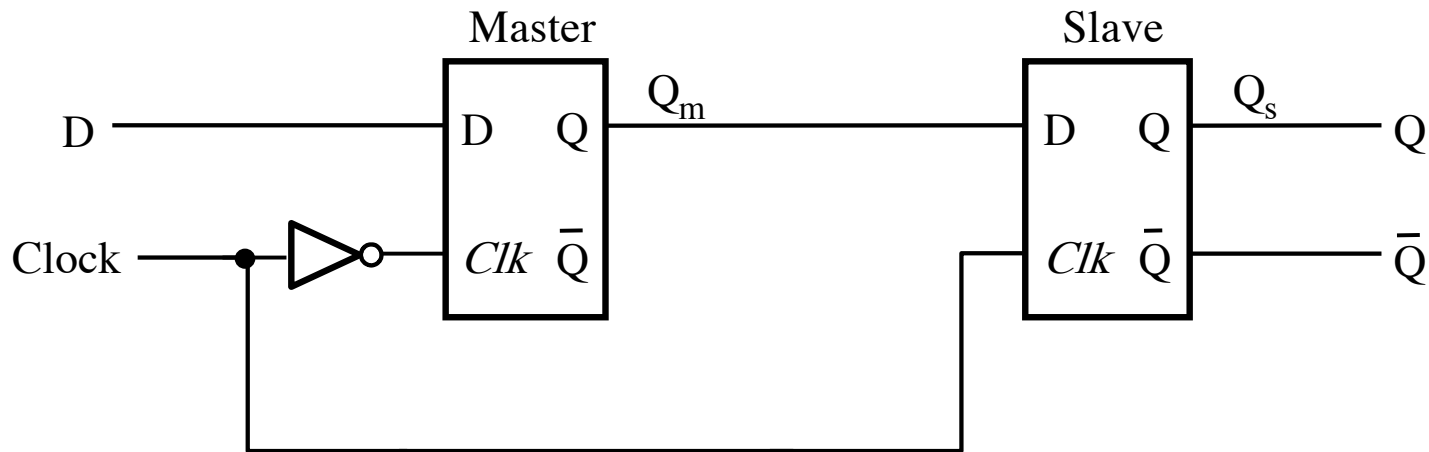 Master Slave
D D Q Qₘ D Q Qₛ Q
Clock Clk Q̅ Clk Q̅ Q̅